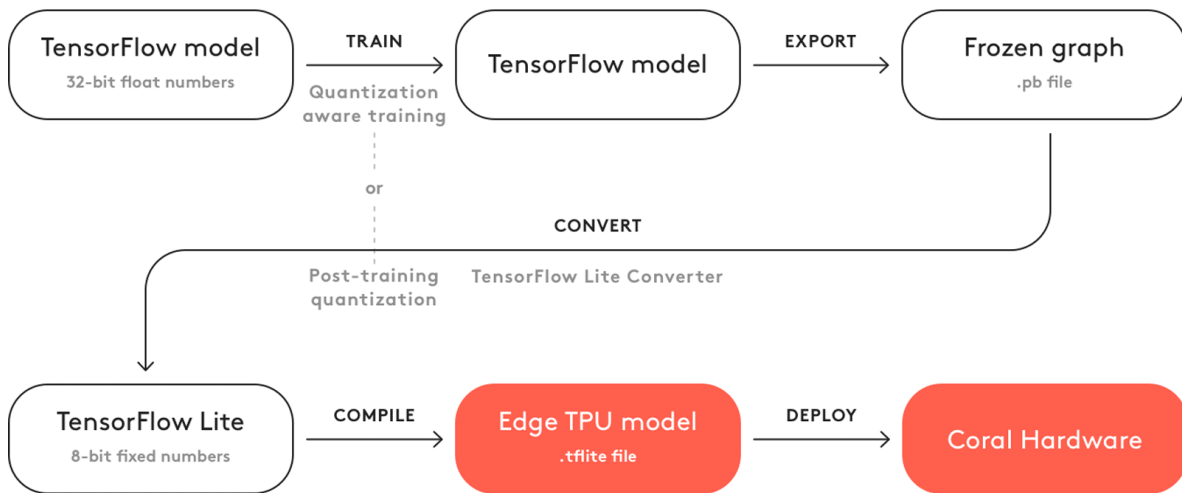 TensorFlow model
32-bit float numbers
TRAIN
Quantization
aware training
TensorFlow model
EXPORT
Frozen graph
.pb file
or
CONVERT
Post-training
quantization
TensorFlow Lite Converter
TensorFlow Lite
8-bit fixed numbers
COMPILE
Edge TPU model
.tflite file
DEPLOY
Coral Hardware